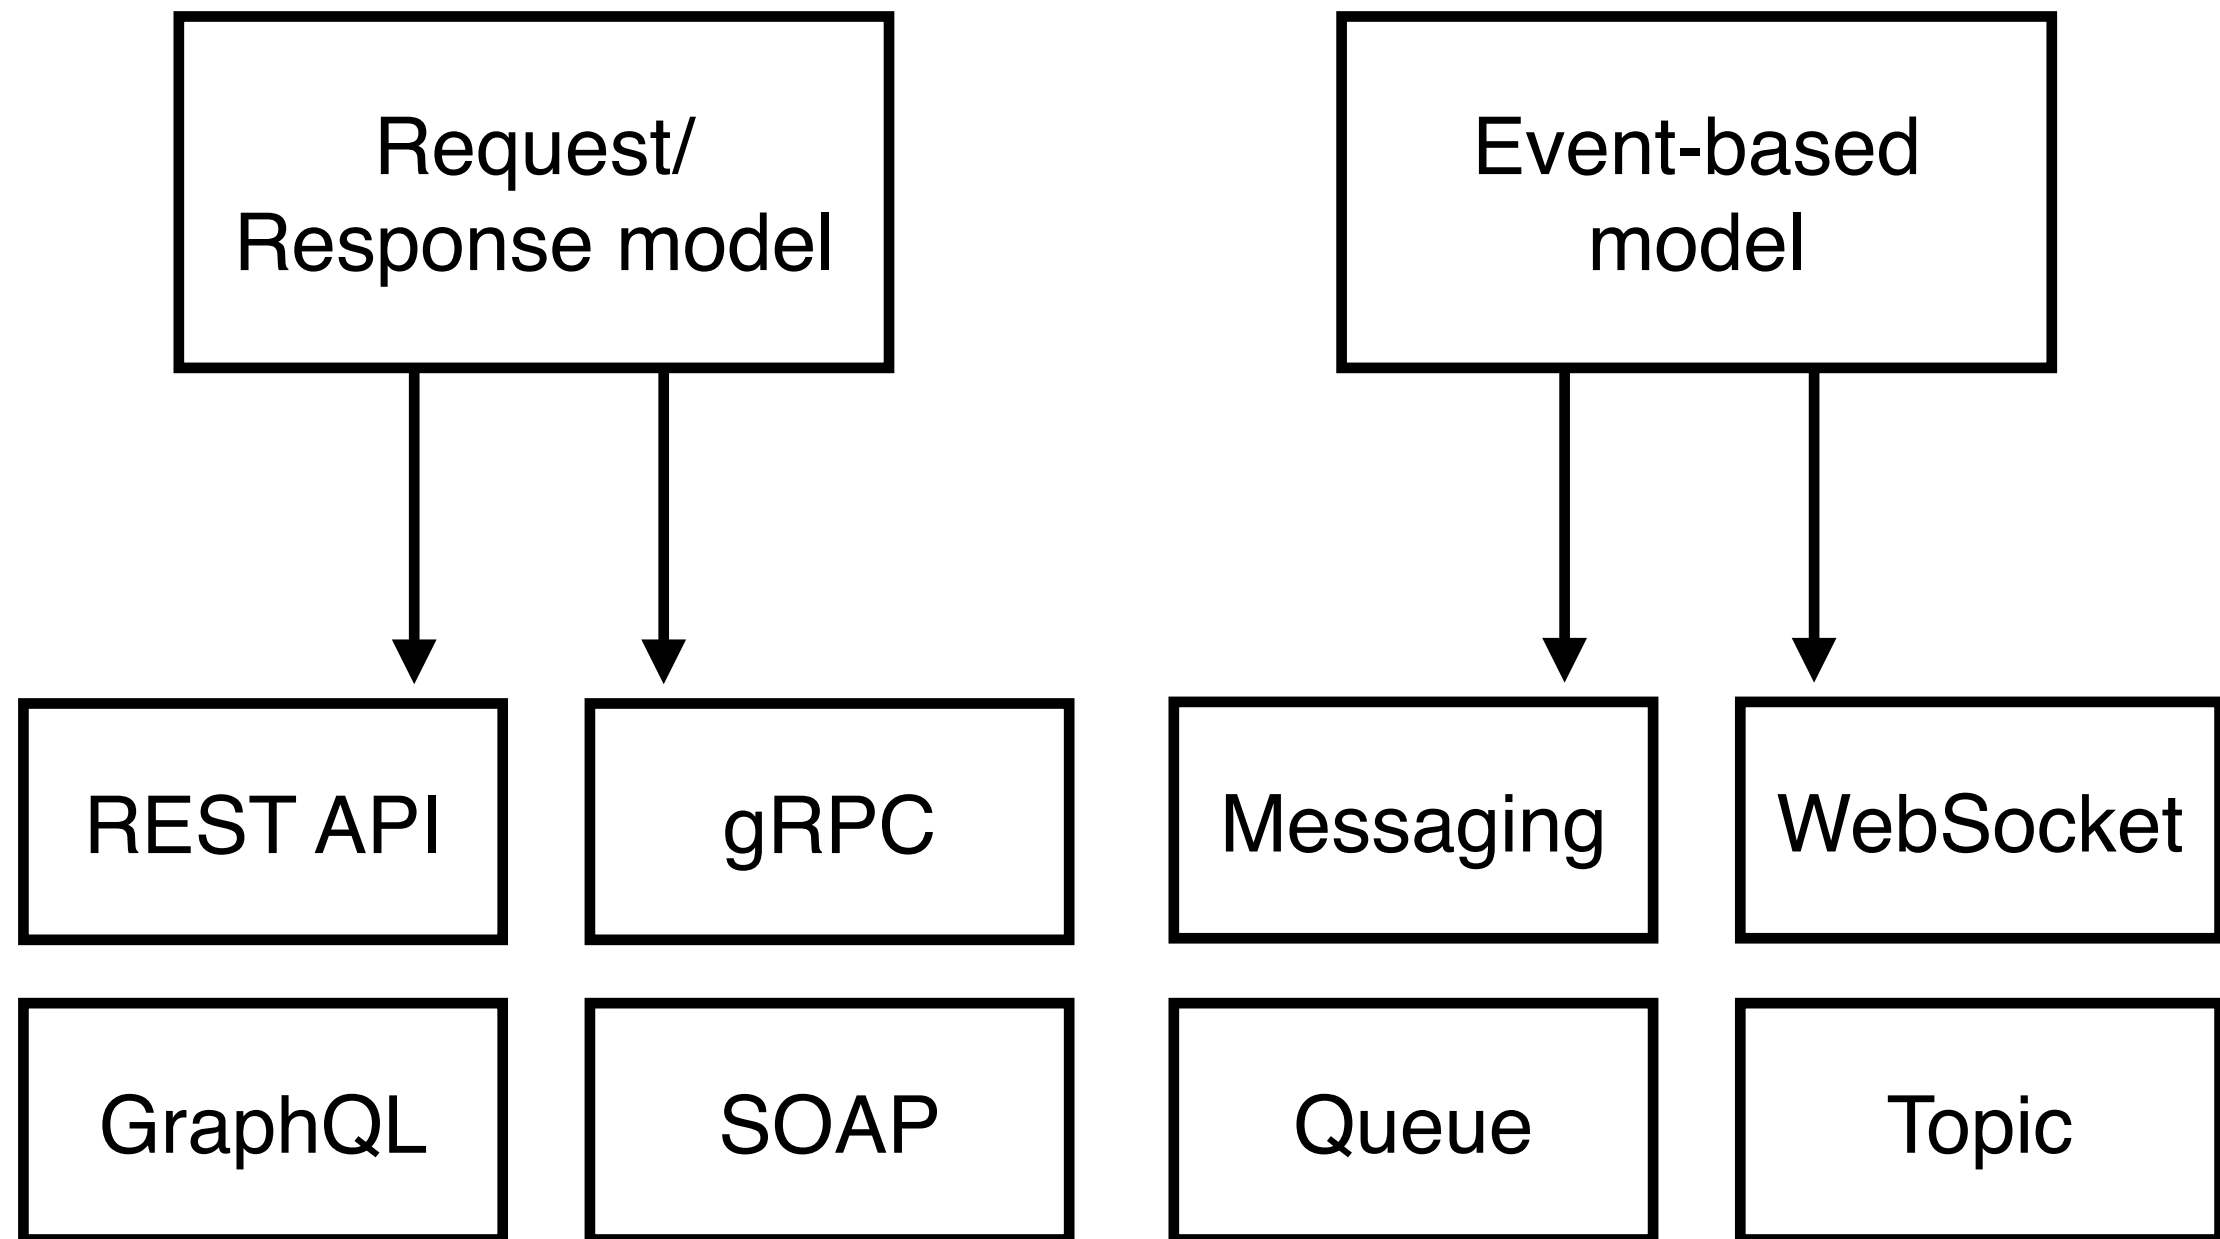 Request/
Response model
Event-based
model
REST API
gRPC
Messaging
WebSocket
GraphQL
SOAP
Queue
Topic